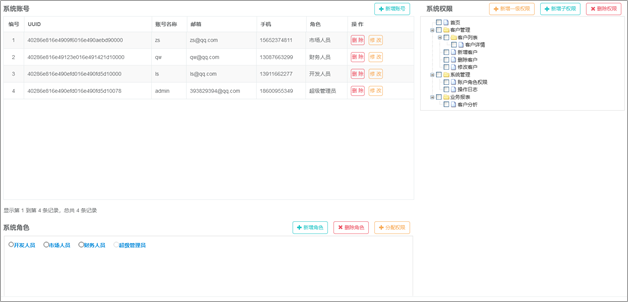 系统账号
新增账号
编号 UUID 账号名称 邮箱 手机 角色 操 作
1 40286e816e4909f6016e490aebd90000 zs zs@qq.com 15652374811 市场人员 删 除 修 改
2 40286e816e49123e016e491421d10000 qw qw@qq.com 13087663299 财务人员 删 除 修 改
3 40286e816e490efd016e490fd5d10000 ls ls@qq.com 13911662277 开发人员 删 除 修 改
4 40286e816e490efd016e490fd5d10078 admin 395829394@qq.com 18600955349 超级管理员 删 除 修 改
显示第 1 到第 4 条记录，总共 4 条记录
系统角色
新增角色 删除角色 分配权限
开发人员 市场人员 财务人员 超级管理员
系统权限
新增一级权限 新增子权限 删除权限
首页
客户管理
客户列表
客户详情
新增客户
删除客户
修改客户
系统管理
账户角色权限
操作日志
业务报表
客户分析